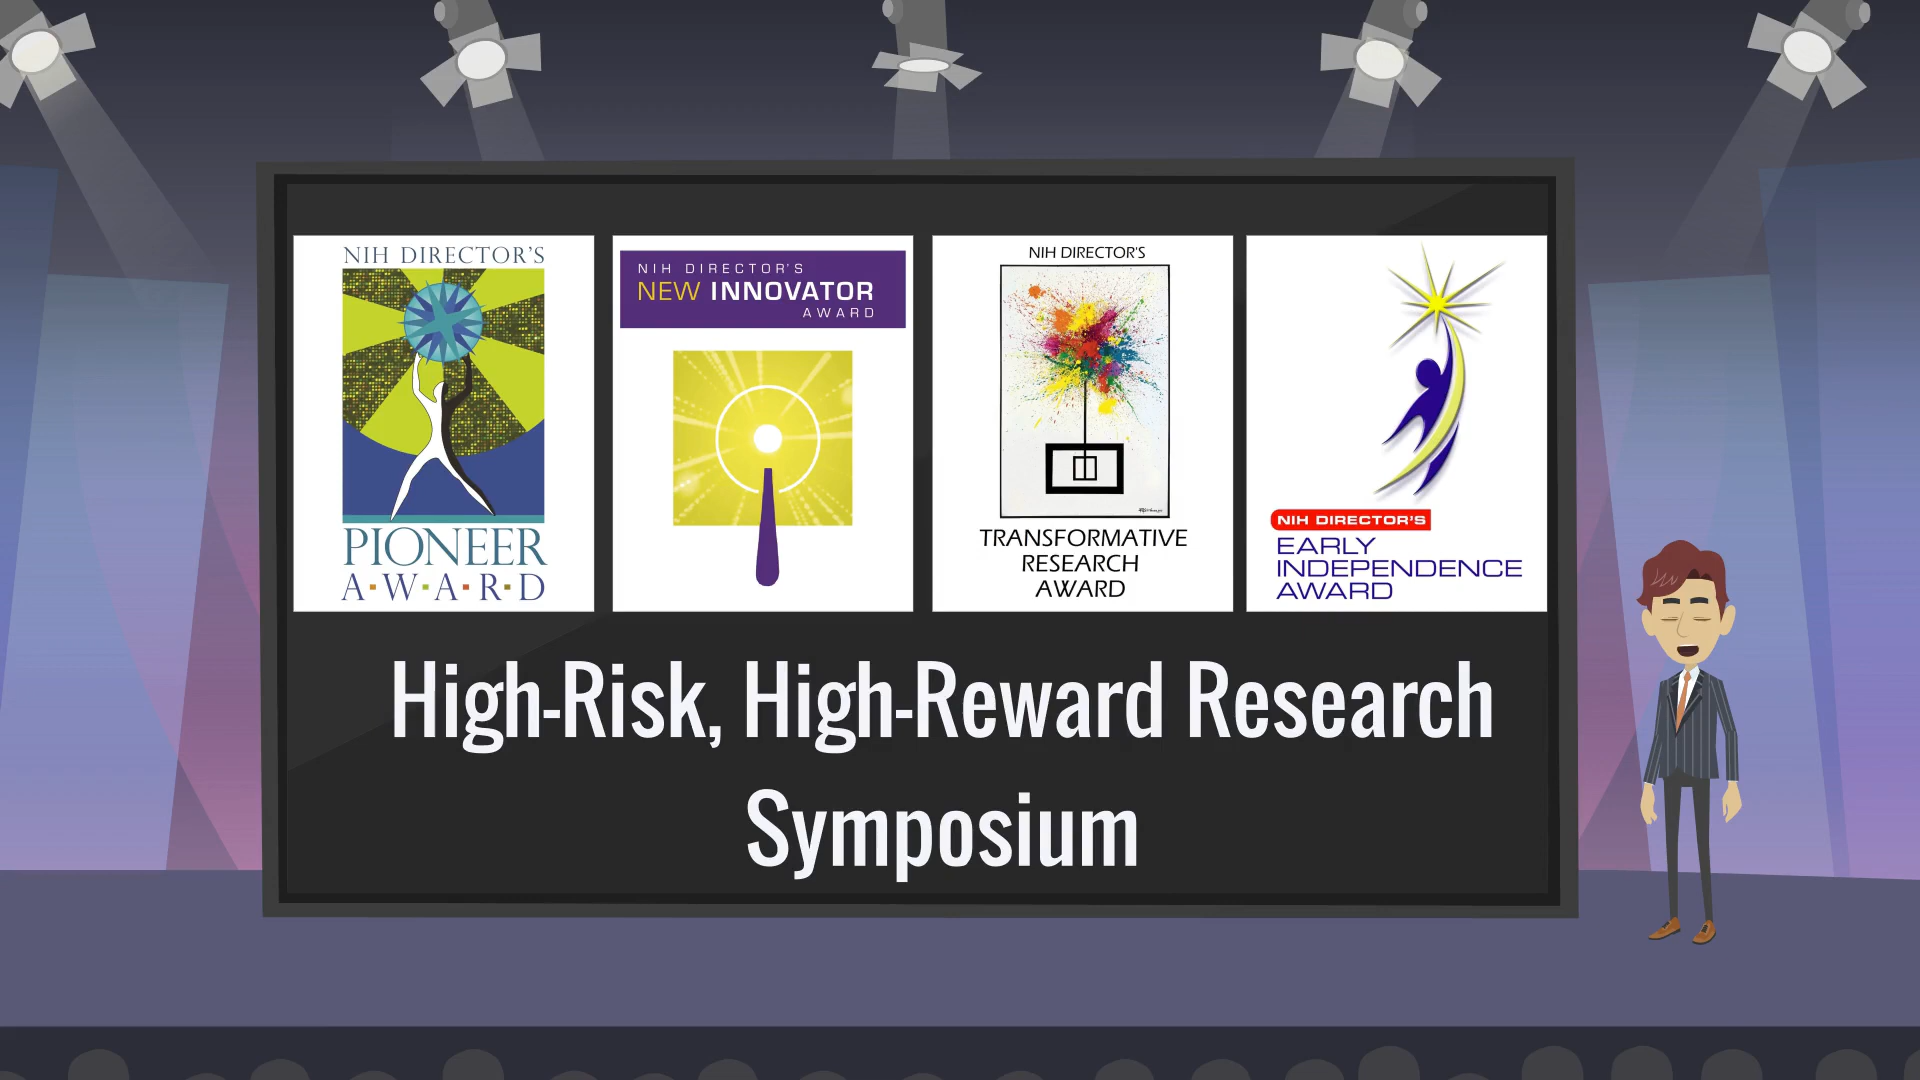 NIH DIRECTOR'S
PIONEER
A·W·A·R·D
NIH DIRECTOR'S
NEW INNOVATOR
AWARD
NIH DIRECTOR'S
TRANSFORMATIVE
RESEARCH
AWARD
NIH DIRECTOR'S
EARLY
INDEPENDENCE
AWARD
High-Risk, High-Reward Research
Symposium